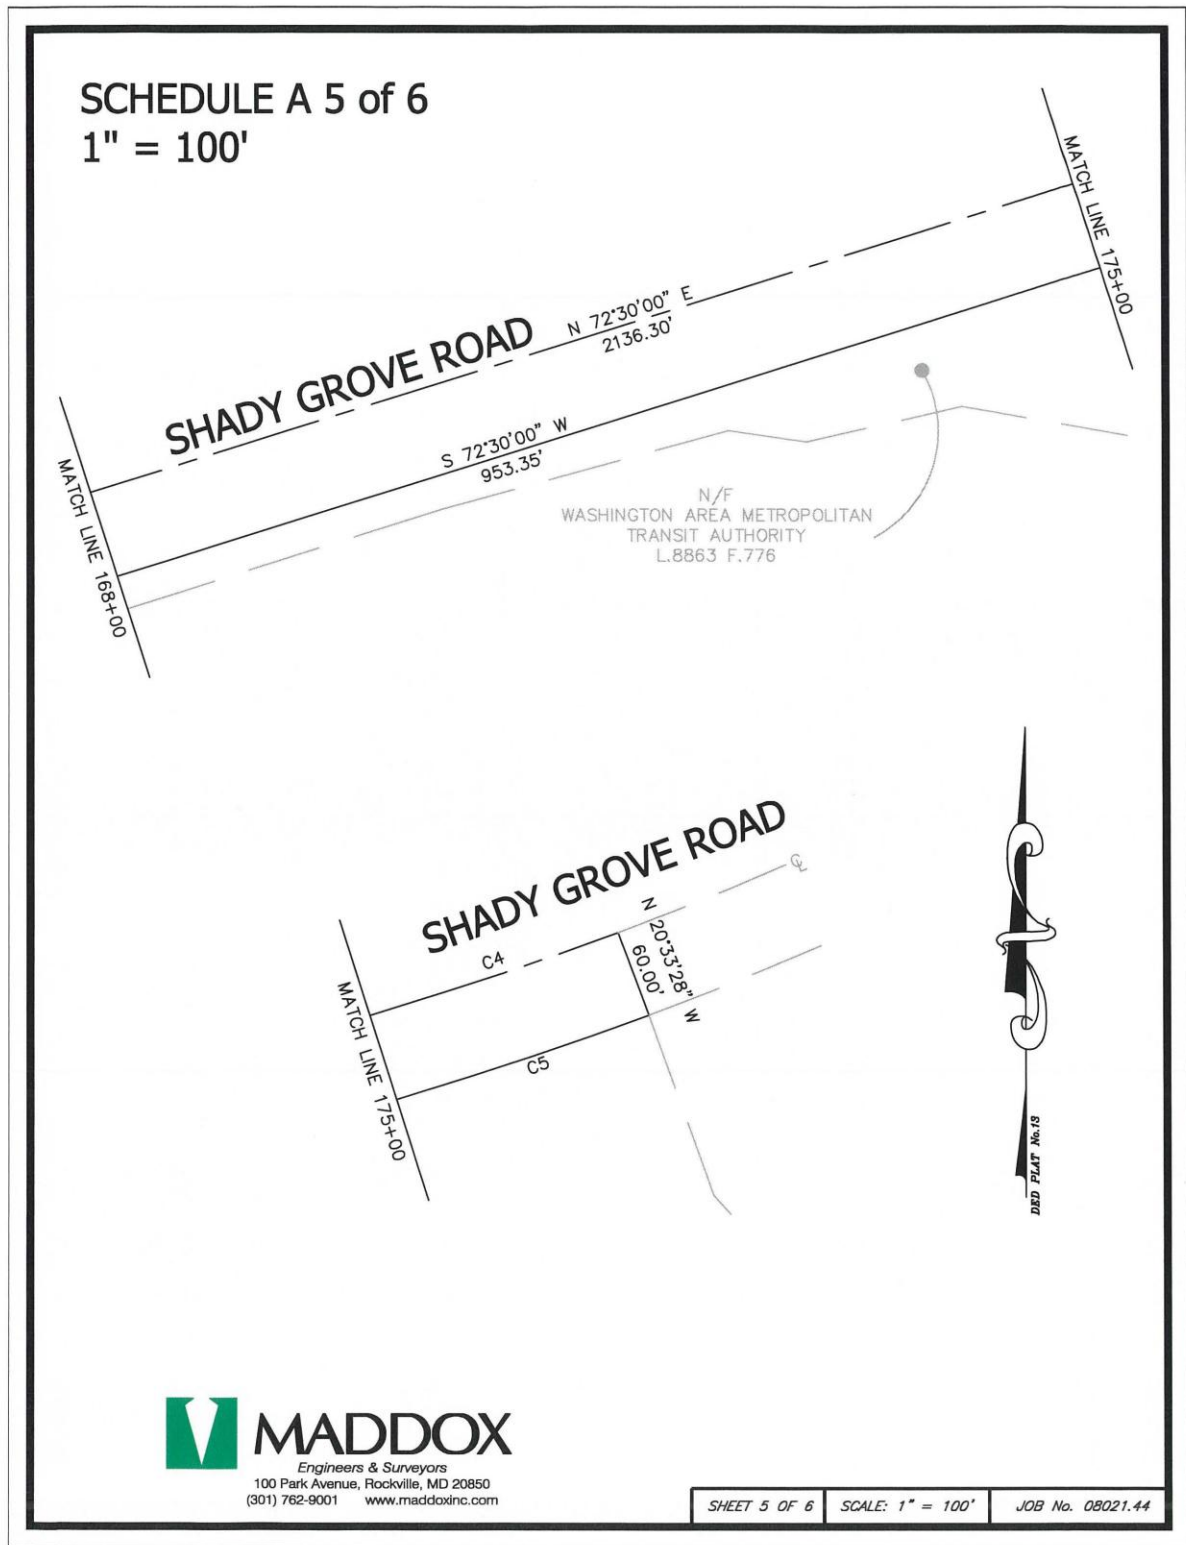 SCHEDULE A 5 of 6
1" = 100'
MATCH LINE 175+00
N 72°30'00" E
2136.30'
SHADY GROVE ROAD
S 72°30'00" W
953.35'
MATCH LINE 168+00
N/F
WASHINGTON AREA METROPOLITAN
TRANSIT AUTHORITY
L.8863 F.776
SHADY GROVE ROAD
℄
C4
N 20°33'28" W
60.00'
C5
MATCH LINE 175+00
DED PLAT No.13
MADDOX
Engineers & Surveyors
100 Park Avenue, Rockville, MD 20850
(301) 762-9001 www.maddoxinc.com
SHEET 5 OF 6
SCALE: 1" = 100'
JOB No. 08021.44